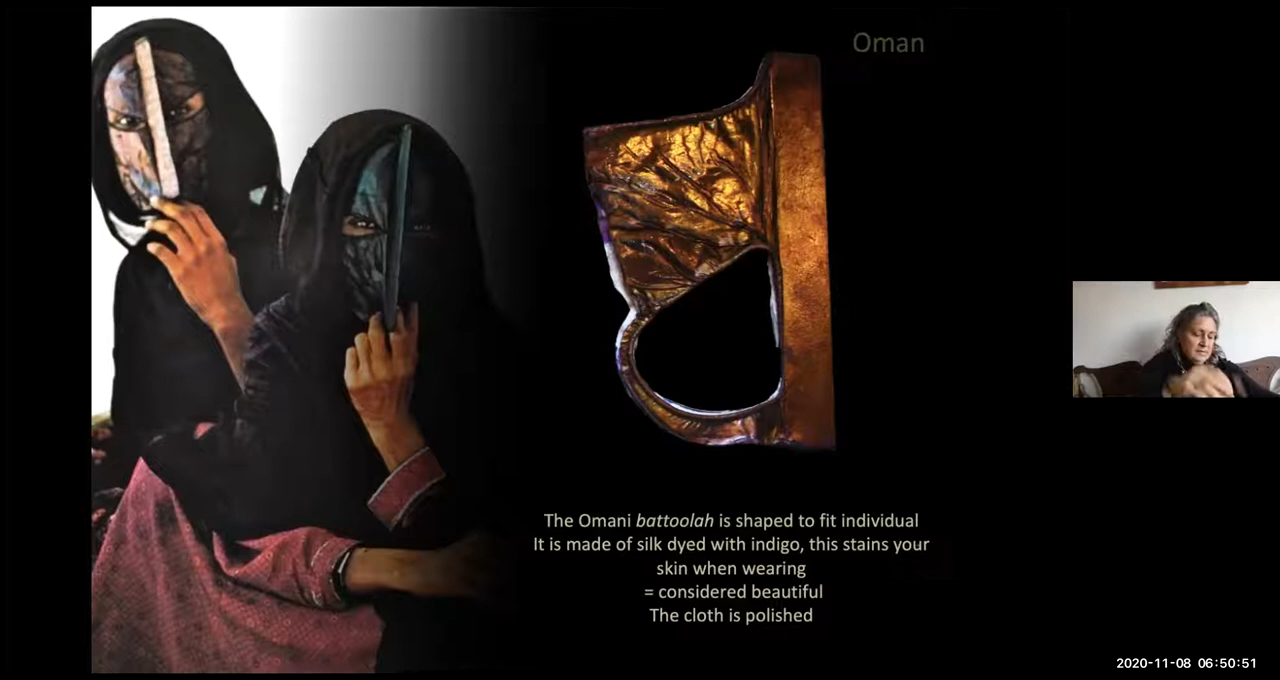 Oman
The Omani battoolah is shaped to fit individual
It is made of silk dyed with indigo, this stains your
skin when wearing
= considered beautiful
The cloth is polished
2020-11-08 06:50:51